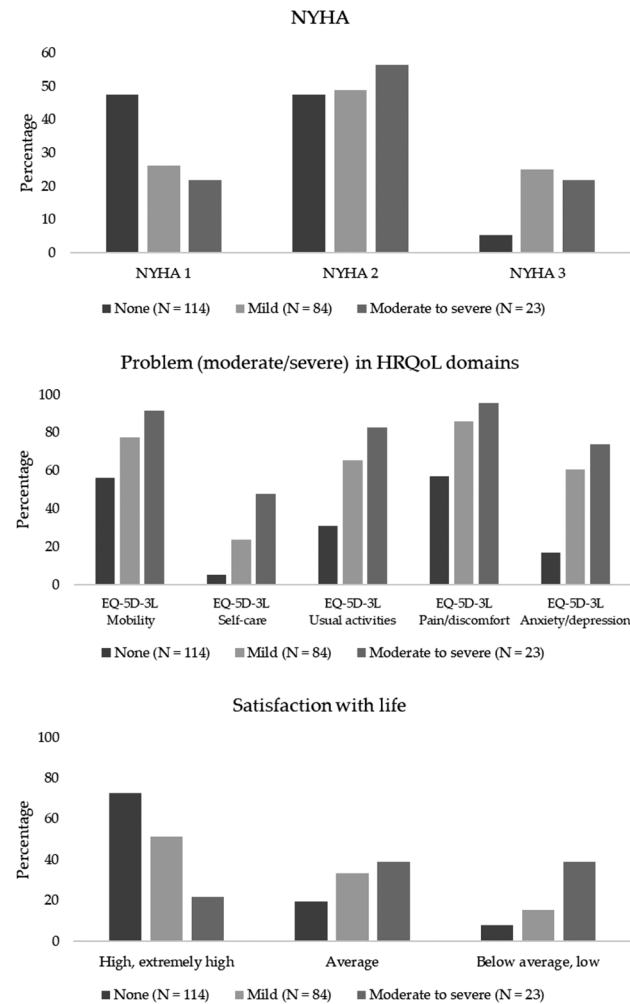 NYHA
Percentage
60
50
40
30
20
10
0
NYHA 1 NYHA 2 NYHA 3
None (N = 114) Mild (N = 84) Moderate to severe (N = 23)
Problem (moderate/severe) in HRQoL domains
Percentage
100
80
60
40
20
0
EQ-5D-3L EQ-5D-3L EQ-5D-3L EQ-5D-3L EQ-5D-3L
Mobility Self-care Usual activities Pain/discomfort Anxiety/depression
None (N = 114) Mild (N = 84) Moderate to severe (N = 23)
Satisfaction with life
Percentage
100
80
60
40
20
0
High, extremely high Average Below average, low
None (N = 114) Mild (N = 84) Moderate to severe (N = 23)